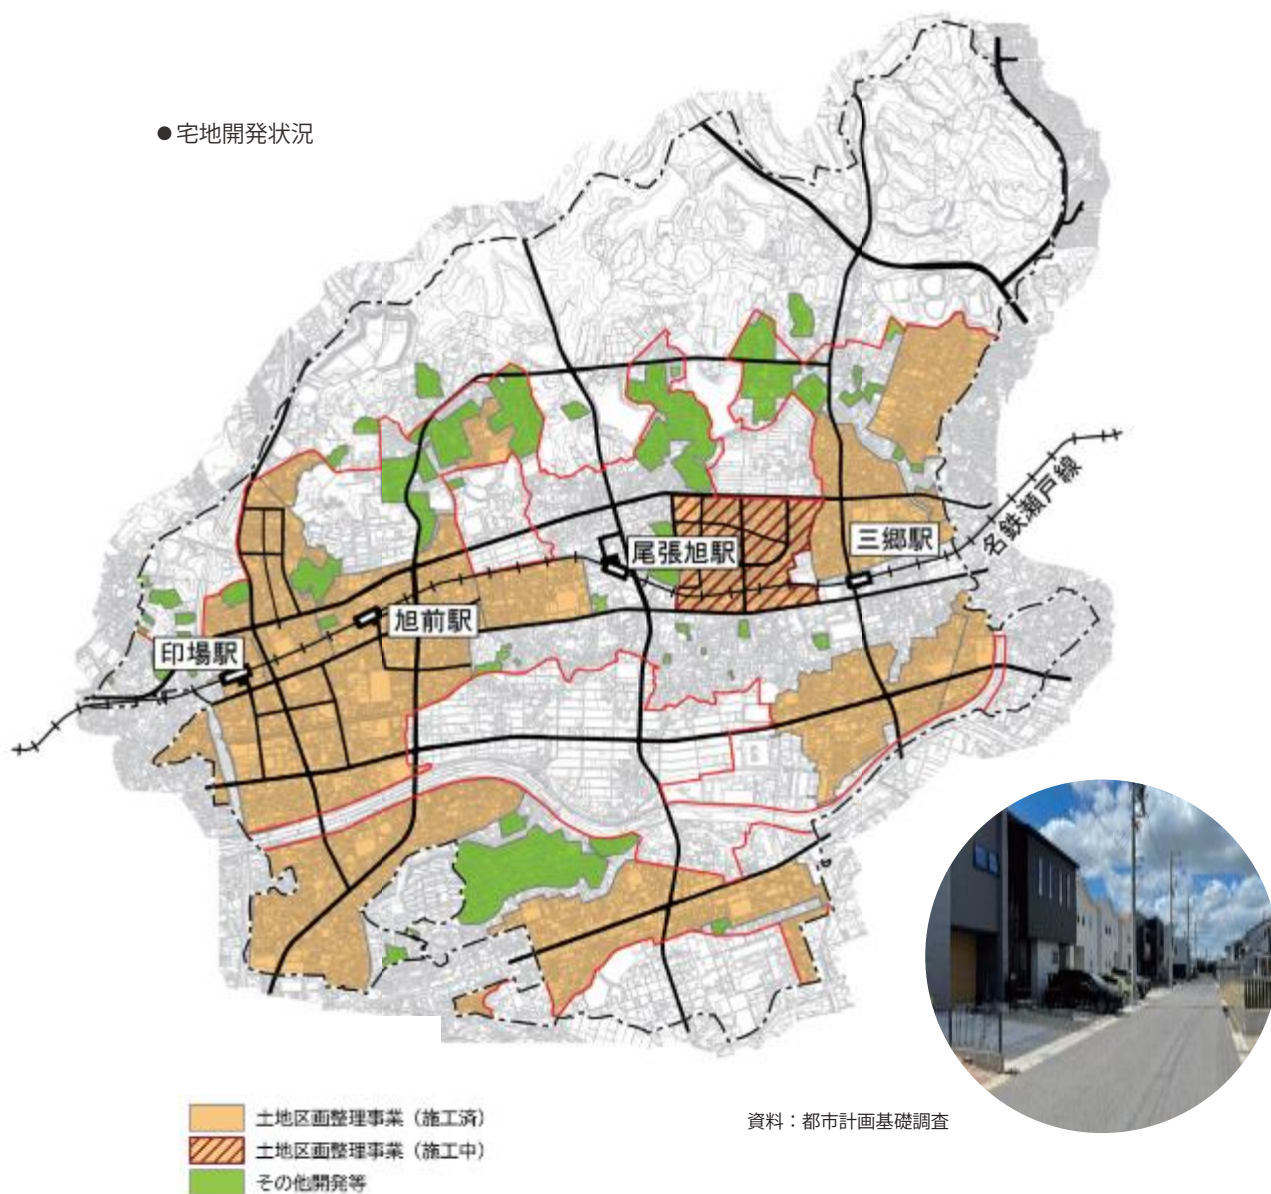 ●宅地開発状況
名鉄瀬戸線
三郷駅
尾張旭駅
旭前駅
印場駅
土地区画整理事業（施工済）
土地区画整理事業（施工中）
その他開発等
資料：都市計画基礎調査